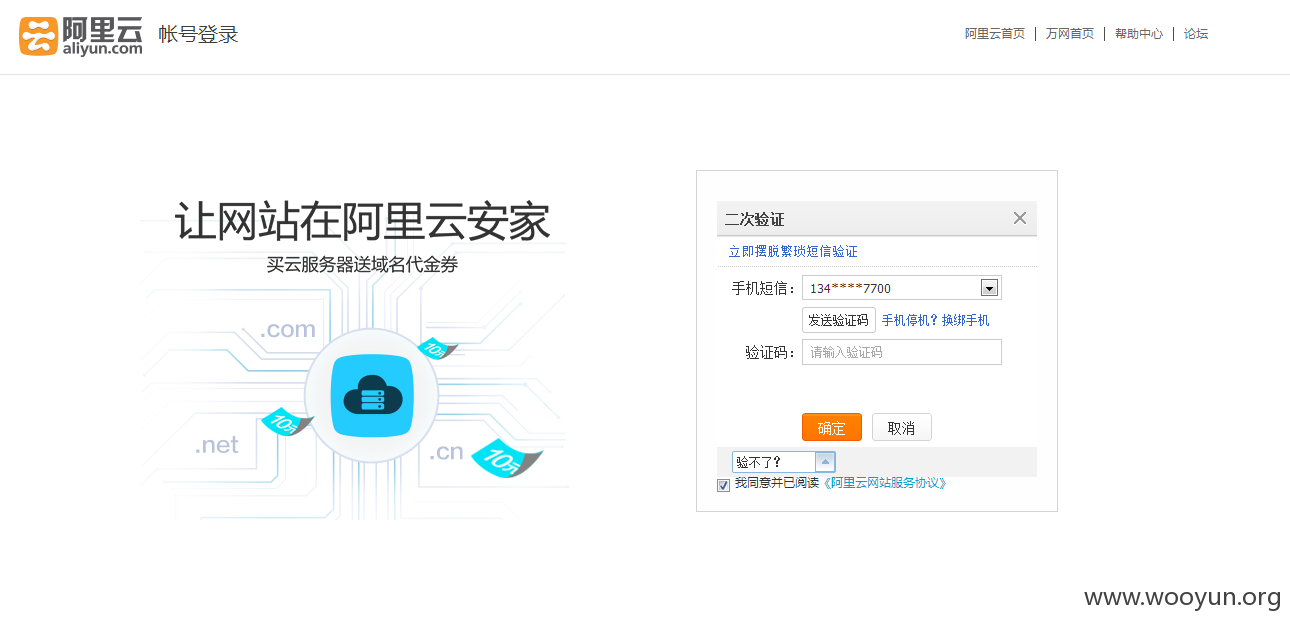 阿里云
aliyun.com
帐号登录
阿里云首页 | 万网首页 | 帮助中心 | 论坛
让网站在阿里云安家
买云服务器送域名代金券
.com
10元
10元
.net
.cn
10元
二次验证
立即摆脱繁琐短信验证
手机短信： 134****7700
发送验证码 手机停机？换绑手机
验证码： 请输入验证码
确定 取消
验不了？
我同意并已阅读《阿里云网站服务协议》
www.wooyun.org